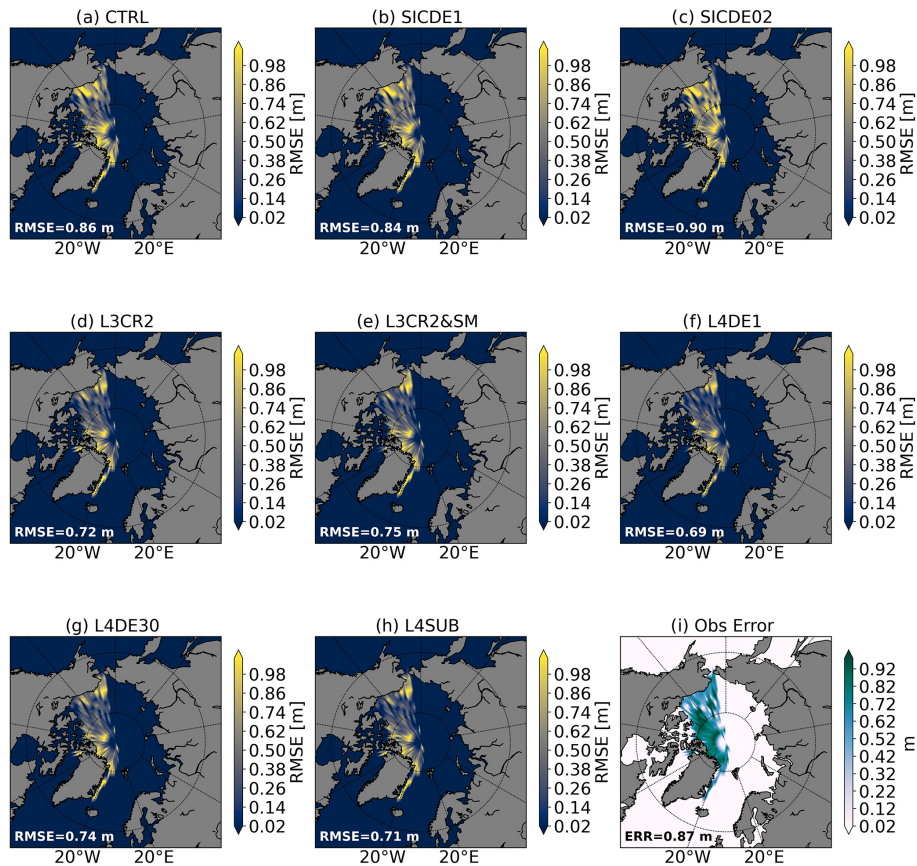 (a) CTRL
(b) SICDE1
(c) SICDE02
0.98
0.86
0.74
0.62
0.50
0.38
0.26
0.14
0.02
RMSE [m]
RMSE=0.86 m
20°W
20°E
0.98
0.86
0.74
0.62
0.50
0.38
0.26
0.14
0.02
RMSE [m]
RMSE=0.84 m
20°W
20°E
0.98
0.86
0.74
0.62
0.50
0.38
0.26
0.14
0.02
RMSE [m]
RMSE=0.90 m
20°W
20°E
(d) L3CR2
(e) L3CR2&SM
(f) L4DE1
0.98
0.86
0.74
0.62
0.50
0.38
0.26
0.14
0.02
RMSE [m]
RMSE=0.72 m
20°W
20°E
0.98
0.86
0.74
0.62
0.50
0.38
0.26
0.14
0.02
RMSE [m]
RMSE=0.75 m
20°W
20°E
0.98
0.86
0.74
0.62
0.50
0.38
0.26
0.14
0.02
RMSE [m]
RMSE=0.69 m
20°W
20°E
(g) L4DE30
(h) L4SUB
(i) Obs Error
0.98
0.86
0.74
0.62
0.50
0.38
0.26
0.14
0.02
RMSE [m]
RMSE=0.74 m
20°W
20°E
0.98
0.86
0.74
0.62
0.50
0.38
0.26
0.14
0.02
RMSE [m]
RMSE=0.71 m
20°W
20°E
0.92
0.82
0.72
0.62
0.52
0.42
0.32
0.22
0.12
0.02
m
ERR=0.87 m
20°W
20°E